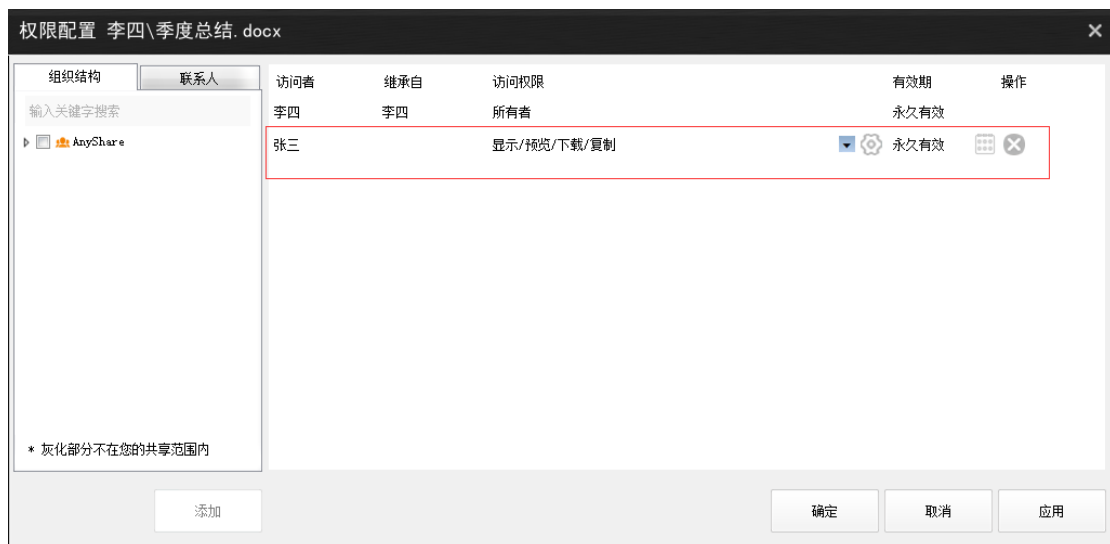 权限配置 李四\季度总结.docx
组织结构 联系人
输入关键字搜索
AnyShare
* 灰化部分不在您的共享范围内
添加
访问者 继承自 访问权限 有效期 操作
李四 李四 所有者 永久有效
张三 显示/预览/下载/复制 永久有效
确定 取消 应用